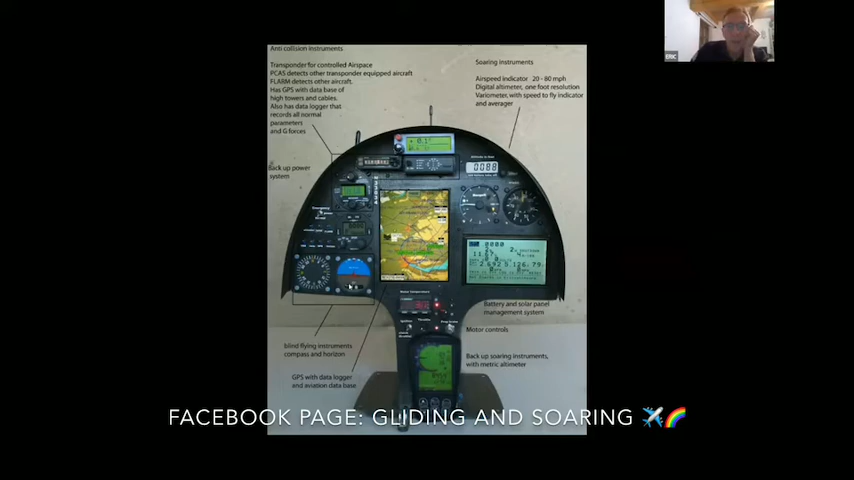 Anti collision instruments
Transponder for controlled Airspace
PCAS detects other transponder equipped aircraft
FLARM detects other aircraft.
Has GPS with data base of
high towers and cables.
Also has data logger that
records all normal
parameters
and G forces
Soaring instruments
Airspeed indicator 20 - 80 mph
Digital altimeter, one foot resolution
Variometer, with speed to fly indicator
and averager
Back up power
system
0088
Battery and solar panel
management system
Motor controls
blind flying instruments
compass and horizon
Back up soaring instruments,
with metric altimeter
GPS with data logger
and aviation data base
FACEBOOK PAGE: GLIDING AND SOARING ✈️🌈
ERIC